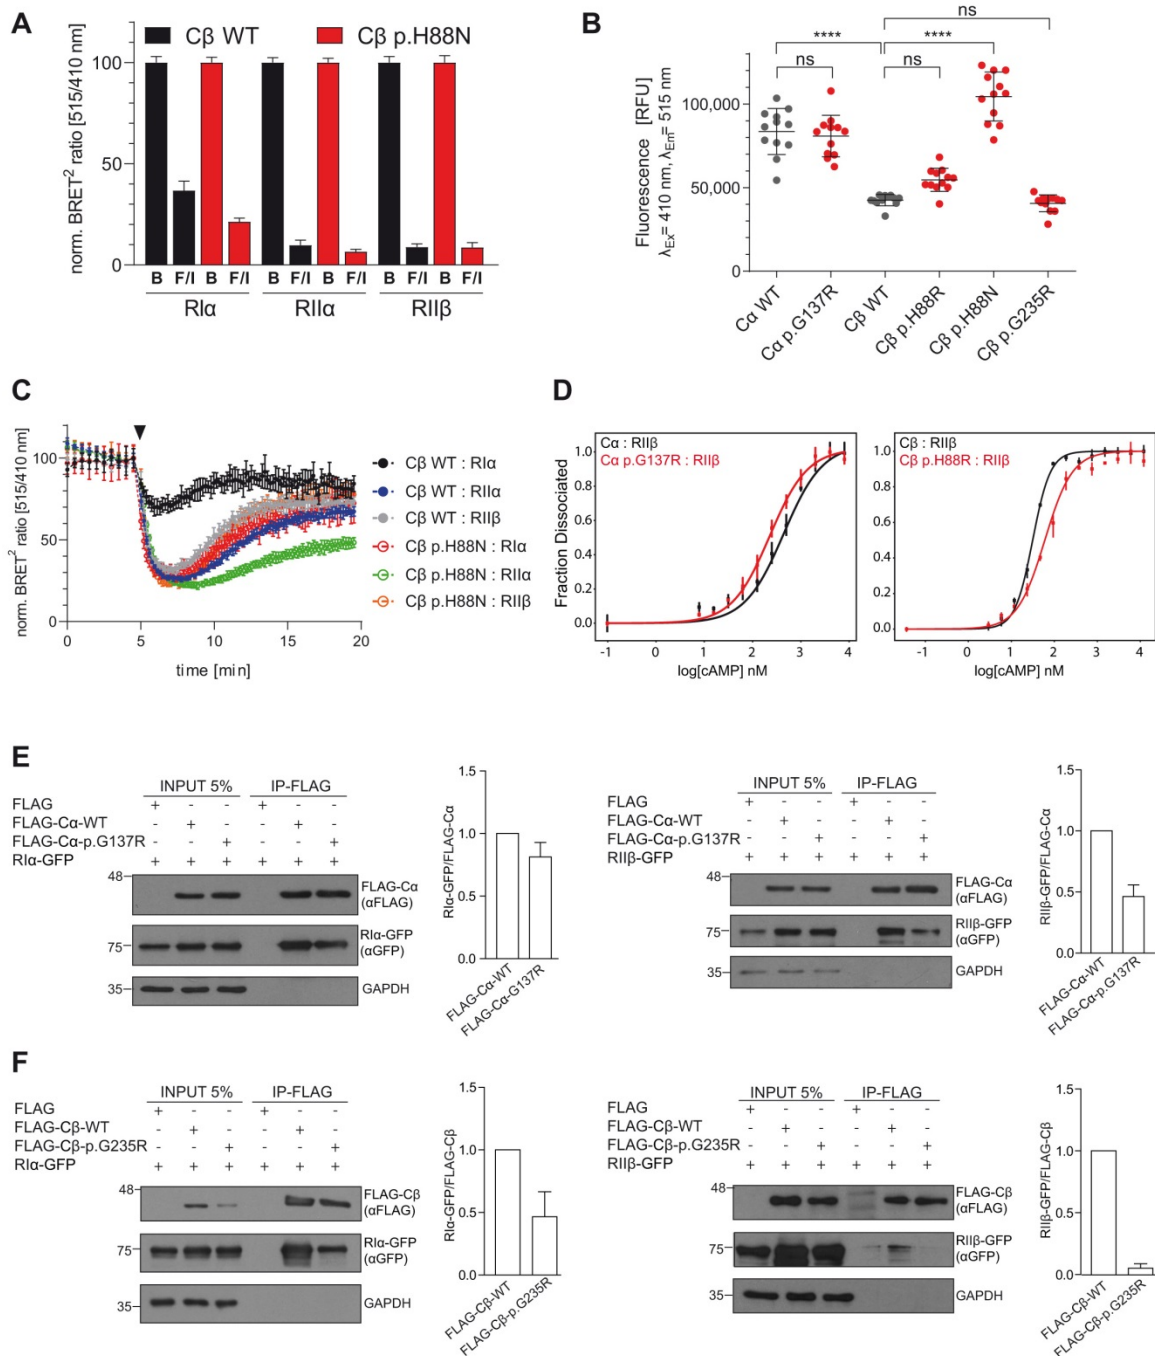 A
Cβ WT
Cβ p.H88N
norm. BRET² ratio [515/410 nm]
100
50
0
B F/I B F/I B F/I B F/I B F/I B F/I
RIα RIIα RIIβ
B
ns
**** ****
ns ns
Fluorescence [RFU]
λEx= 410 nm, λEm= 515 nm
100,000
50,000
0
Cα WT
Cα p.G137R
Cβ WT
Cβ p.H88R
Cβ p.H88N
Cβ p.G235R
C
norm. BRET² ratio [515/410 nm]
100
50
0
0 5 10 15 20
time [min]
Cβ WT : RIα
Cβ WT : RIIα
Cβ WT : RIIβ
Cβ p.H88N : RIα
Cβ p.H88N : RIIα
Cβ p.H88N : RIIβ
D
Fraction Dissociated
Cα : RIIβ
Cα p.G137R : RIIβ
1.0
0.8
0.6
0.4
0.2
0.0
-1 0 1 2 3 4
log[cAMP] nM
Cβ : RIIβ
Cβ p.H88R : RIIβ
1.0
0.8
0.6
0.4
0.2
0.0
-1 0 1 2 3 4
log[cAMP] nM
E
INPUT 5% IP-FLAG
FLAG + - - + - -
FLAG-Cα-WT - + - - + -
FLAG-Cα-p.G137R - - + - - +
RIα-GFP + + + + + +
48
FLAG-Cα
(αFLAG)
75
RIα-GFP
(αGFP)
35
GAPDH
RIα-GFP/FLAG-Cα
1.5
1.0
0.5
0.0
FLAG-Cα-WT
FLAG-Cα-G137R
INPUT 5% IP-FLAG
FLAG + - - + - -
FLAG-Cα-WT - + - - + -
FLAG-Cα-p.G137R - - + - - +
RIIβ-GFP + + + + + +
48
FLAG-Cα
(αFLAG)
75
RIIβ-GFP
(αGFP)
35
GAPDH
RIIβ-GFP/FLAG-Cα
1.5
1.0
0.5
0.0
FLAG-Cα-WT
FLAG-Cα-p.G137R
F
INPUT 5% IP-FLAG
FLAG + - - + - -
FLAG-Cβ-WT - + - - + -
FLAG-Cβ-p.G235R - - + - - +
RIα-GFP + + + + + +
48
FLAG-Cβ
(αFLAG)
75
RIα-GFP
(αGFP)
35
GAPDH
RIα-GFP/FLAG-Cβ
1.5
1.0
0.5
0.0
FLAG-Cβ-WT
FLAG-Cβ-p.G235R
INPUT 5% IP-FLAG
FLAG + - - + - -
FLAG-Cβ-WT - + - - + -
FLAG-Cβ-p.G235R - - + - - +
RIIβ-GFP + + + + + +
48
FLAG-Cβ
(αFLAG)
75
RIIβ-GFP
(αGFP)
35
GAPDH
RIIβ-GFP/FLAG-Cβ
1.5
1.0
0.5
0.0
FLAG-Cβ-WT
FLAG-Cβ-p.G235R